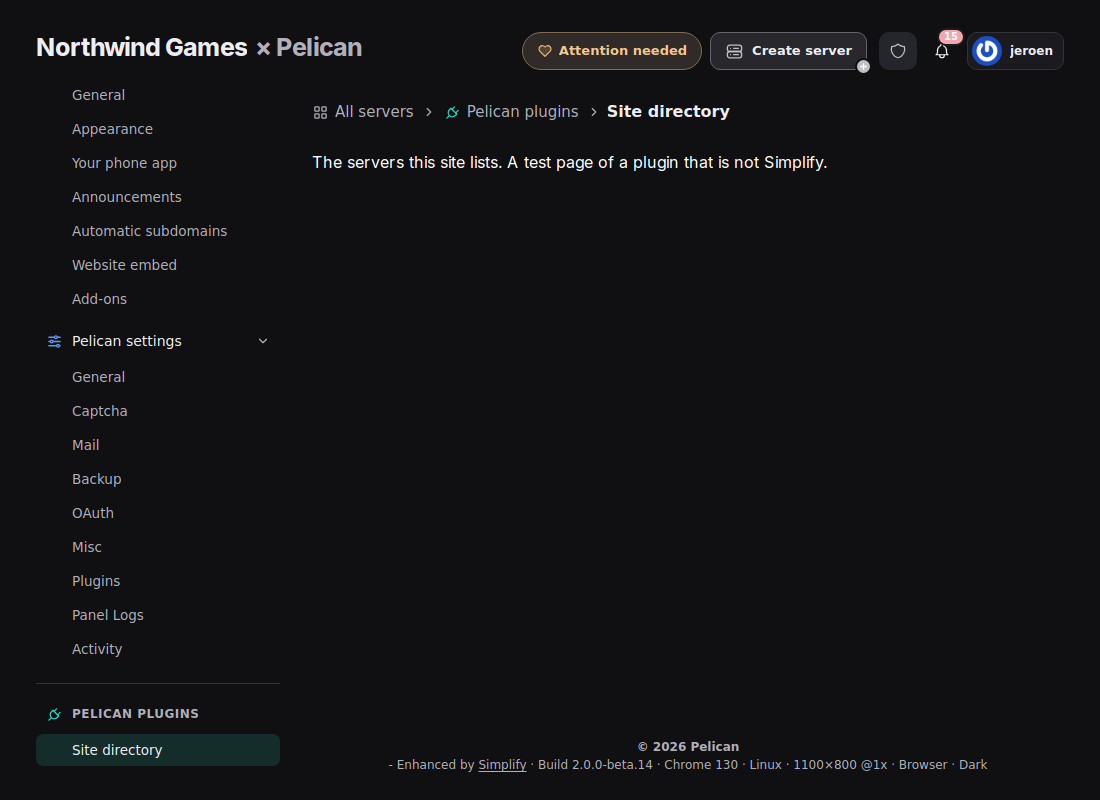 Northwind Games × Pelican
Attention needed
Create server
15
jeroen
General
Appearance
Your phone app
Announcements
Automatic subdomains
Website embed
Add-ons
Pelican settings
General
Captcha
Mail
Backup
OAuth
Misc
Plugins
Panel Logs
Activity
PELICAN PLUGINS
Site directory
All servers > Pelican plugins > Site directory
The servers this site lists. A test page of a plugin that is not Simplify.
© 2026 Pelican
- Enhanced by Simplify · Build 2.0.0-beta.14 · Chrome 130 · Linux · 1100×800 @1x · Browser · Dark